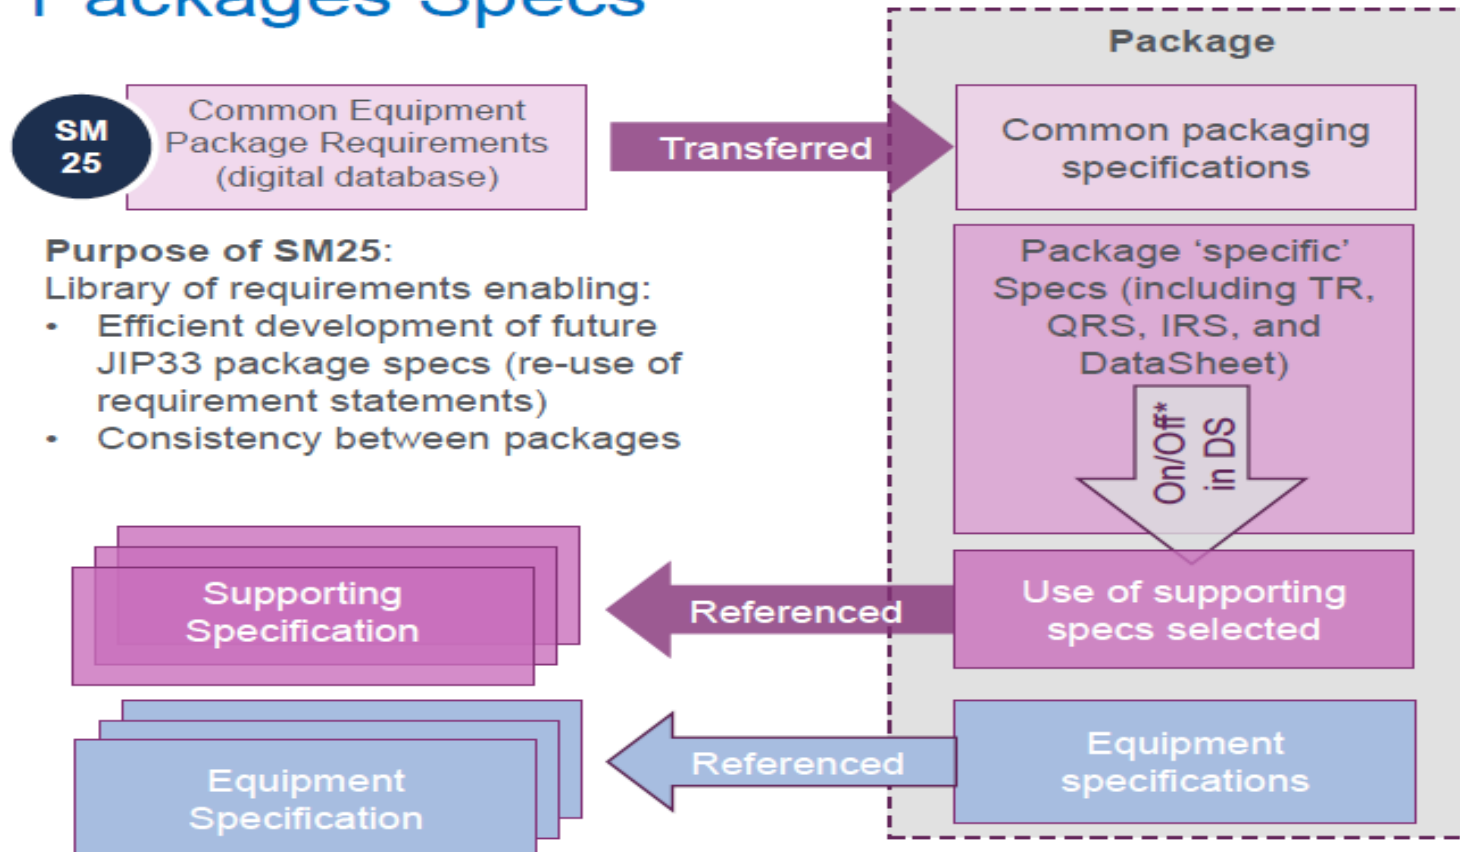 Packages Specs
Package
SM
25
Common Equipment
Package Requirements
(digital database)
Transferred
Common packaging
specifications
Purpose of SM25:
Library of requirements enabling:
• Efficient development of future
JIP33 package specs (re-use of
requirement statements)
• Consistency between packages
Package ‘specific’
Specs (including TR,
QRS, IRS, and
DataSheet)
On/Off*
in DS
Supporting
Specification
Referenced
Use of supporting
specs selected
Equipment
Specification
Referenced
Equipment
specifications